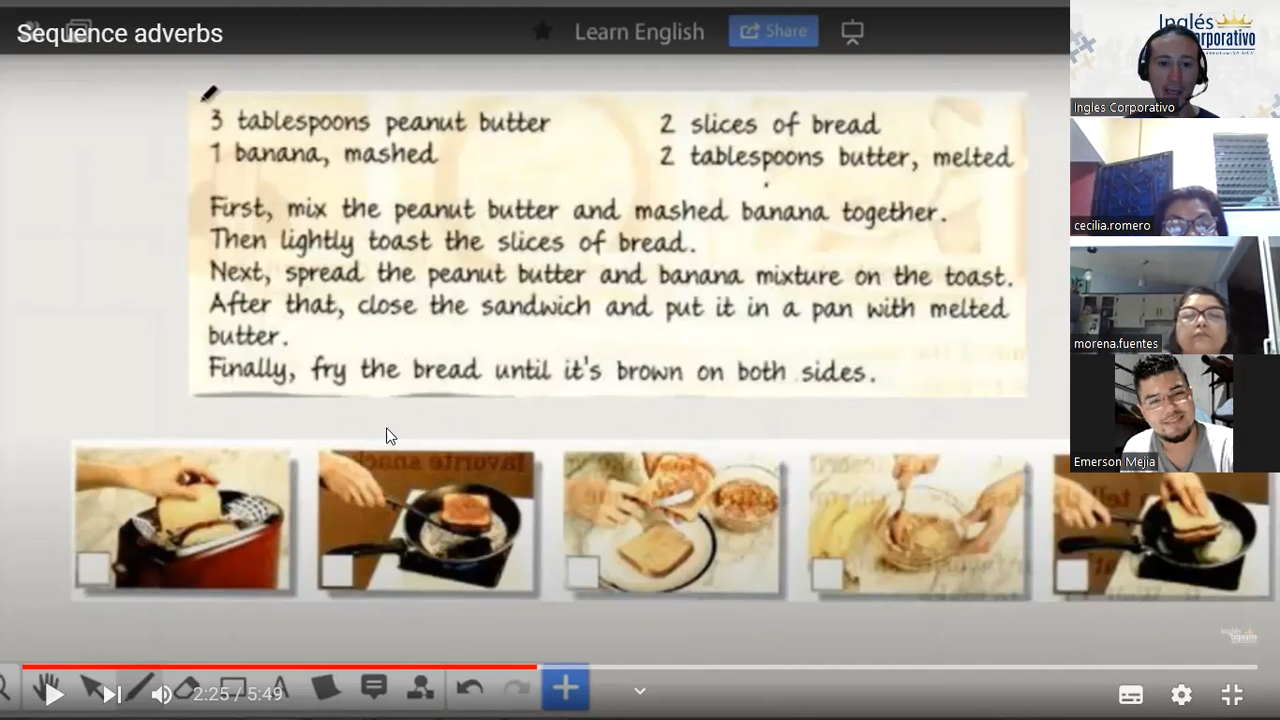 Sequence adverbs
Learn English
Share
3 tablespoons peanut butter
2 slices of bread
1 banana, mashed
2 tablespoons butter, melted
First, mix the peanut butter and mashed banana together.
Then lightly toast the slices of bread.
Next, spread the peanut butter and banana mixture on the toast.
After that, close the sandwich and put it in a pan with melted
butter.
Finally, fry the bread until it's brown on both sides.
2:25 / 5:49
Inglés
Corporativo
Ingles Corporativo
cecilia.romero
morena.fuentes
Emerson Mejia